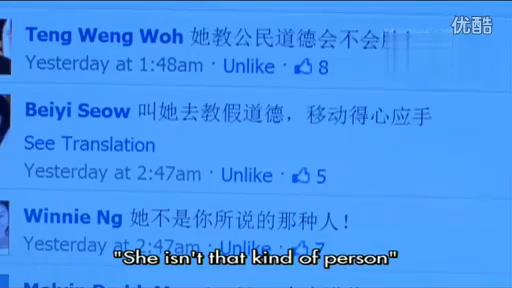 优酷
Teng Weng Woh 她教公民道德会不会
Yesterday at 1:48am · Unlike · 8
Beiyi Seow 叫她去教假道德，移动得心应手
See Translation
Yesterday at 2:47am · Unlike · 5
Winnie Ng 她不是你所说的那种人！
Yesterday at 2:47am · Unlike · 7
"She isn't that kind of person"